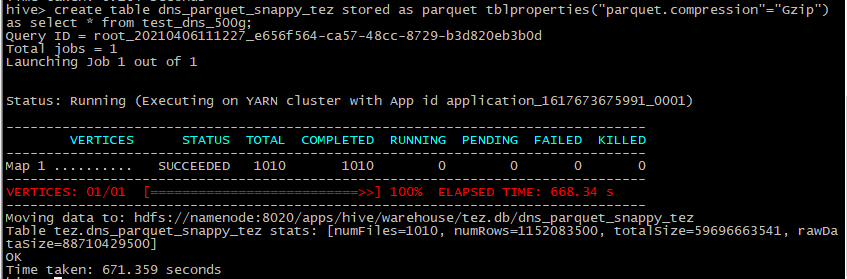 hive> create table dns_parquet_snappy_tez stored as parquet tblproperties("parquet.compression"="Gzip")
as select * from test_dns_500g;
Query ID = root_20210406111227_e656f564-ca57-48cc-8729-b3d820eb3b0d
Total jobs = 1
Launching Job 1 out of 1
Status: Running (Executing on YARN cluster with App id application_1617673675991_0001)
--------------------------------------------------------------------------------
VERTICES STATUS TOTAL COMPLETED RUNNING PENDING FAILED KILLED
--------------------------------------------------------------------------------
Map 1 .......... SUCCEEDED 1010 1010 0 0 0 0
--------------------------------------------------------------------------------
VERTICES: 01/01 [==========================>>] 100% ELAPSED TIME: 668.34 s
--------------------------------------------------------------------------------
Moving data to: hdfs://namenode:8020/apps/hive/warehouse/tez.db/dns_parquet_snappy_tez
Table tez.dns_parquet_snappy_tez stats: [numFiles=1010, numRows=1152083500, totalSize=59696663541, rawDa
taSize=88710429500]
OK
Time taken: 671.359 seconds